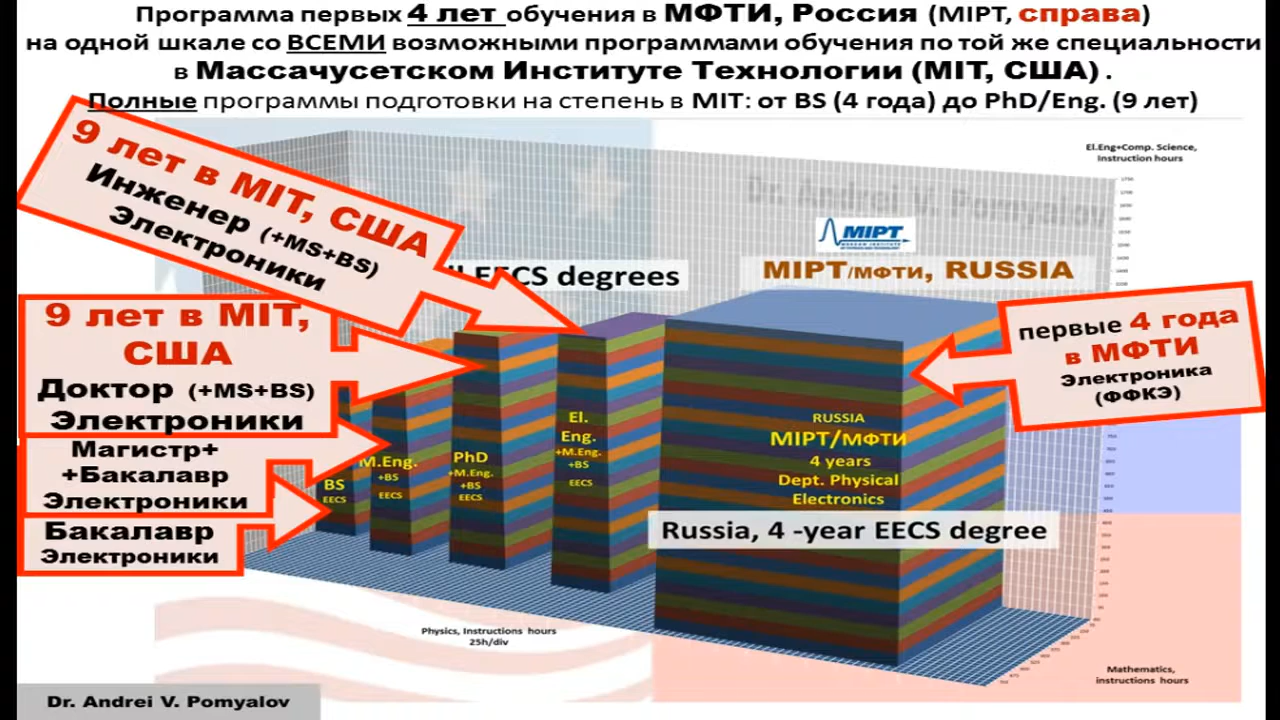 Программа первых 4 лет обучения в МФТИ, Россия (MIPT, справа)
на одной шкале со ВСЕМИ возможными программами обучения по той же специальности
в Массачусетском Институте Технологии (MIT, США).
Полные программы подготовки на степень в MIT: от BS (4 года) до PhD/Eng. (9 лет)
El.Eng+Comp. Science,
Instruction hours
9 лет в MIT, США
Инженер (+MS+BS)
Электроники
Dr. Andrei V. Pomyalov
MIPT
EECS degrees
MIPT/МФТИ, RUSSIA
9 лет в MIT,
США
Доктор (+MS+BS)
Электроники
Магистр+
+Бакалавр
Электроники
Бакалавр
Электроники
первые 4 года
в МФТИ
Электроника
(ФФКЭ)
BS
EECS
M.Eng.
+BS
EECS
PhD
+M.Eng.
+BS
EECS
El.
Eng.
+M.Eng.
+BS
EECS
RUSSIA
MIPT/МФТИ
4 years
Dept. Physical
Electronics
Russia, 4 -year EECS degree
Physics, Instructions hours
25h/div
Mathematics,
instructions hours
Dr. Andrei V. Pomyalov